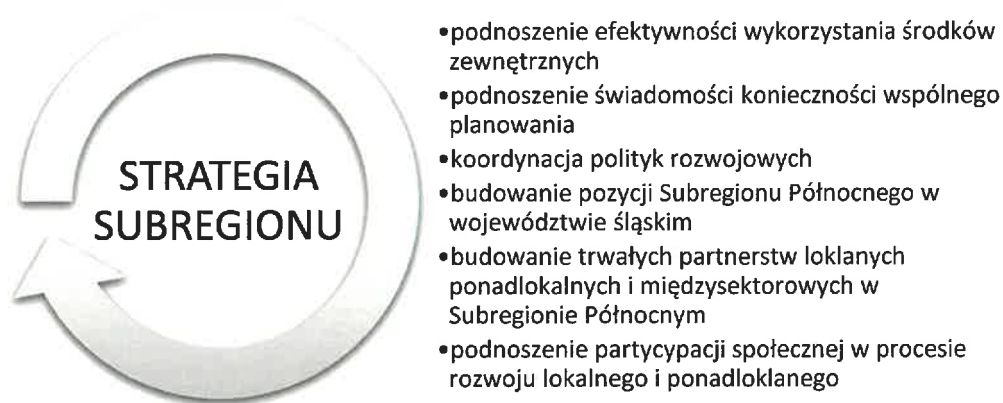 STRATEGIA
SUBREGIONU
•podnoszenie efektywności wykorzystania środków
zewnętrznych
•podnoszenie świadomości konieczności wspólnego
planowania
•koordynacja polityk rozwojowych
•budowanie pozycji Subregionu Północnego w
województwie śląskim
•budowanie trwałych partnerstw loklanych
ponadlokalnych i międzysektorowych w
Subregionie Północnym
•podnoszenie partycypacji społecznej w procesie
rozwoju lokalnego i ponadloklanego